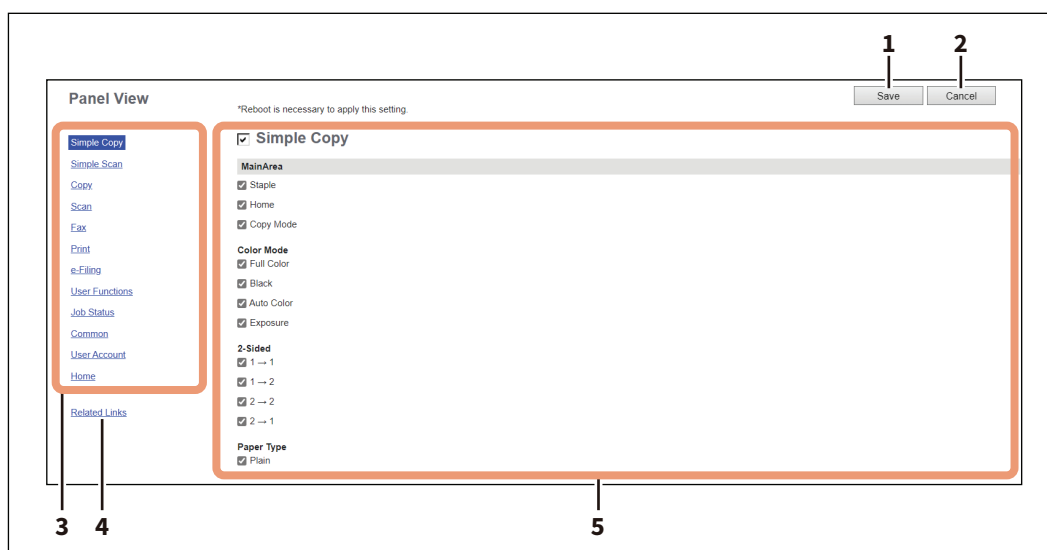 1 2
Panel View
Save Cancel
*Reboot is necessary to apply this setting.
Simple Copy
Simple Scan
Copy
Scan
Fax
Print
e-Filing
User Functions
Job Status
Common
User Account
Home
Related Links
Simple Copy
MainArea
Staple
Home
Copy Mode
Color Mode
Full Color
Black
Auto Color
Exposure
2-Sided
1 → 1
1 → 2
2 → 2
2 → 1
Paper Type
Plain
3 4 5